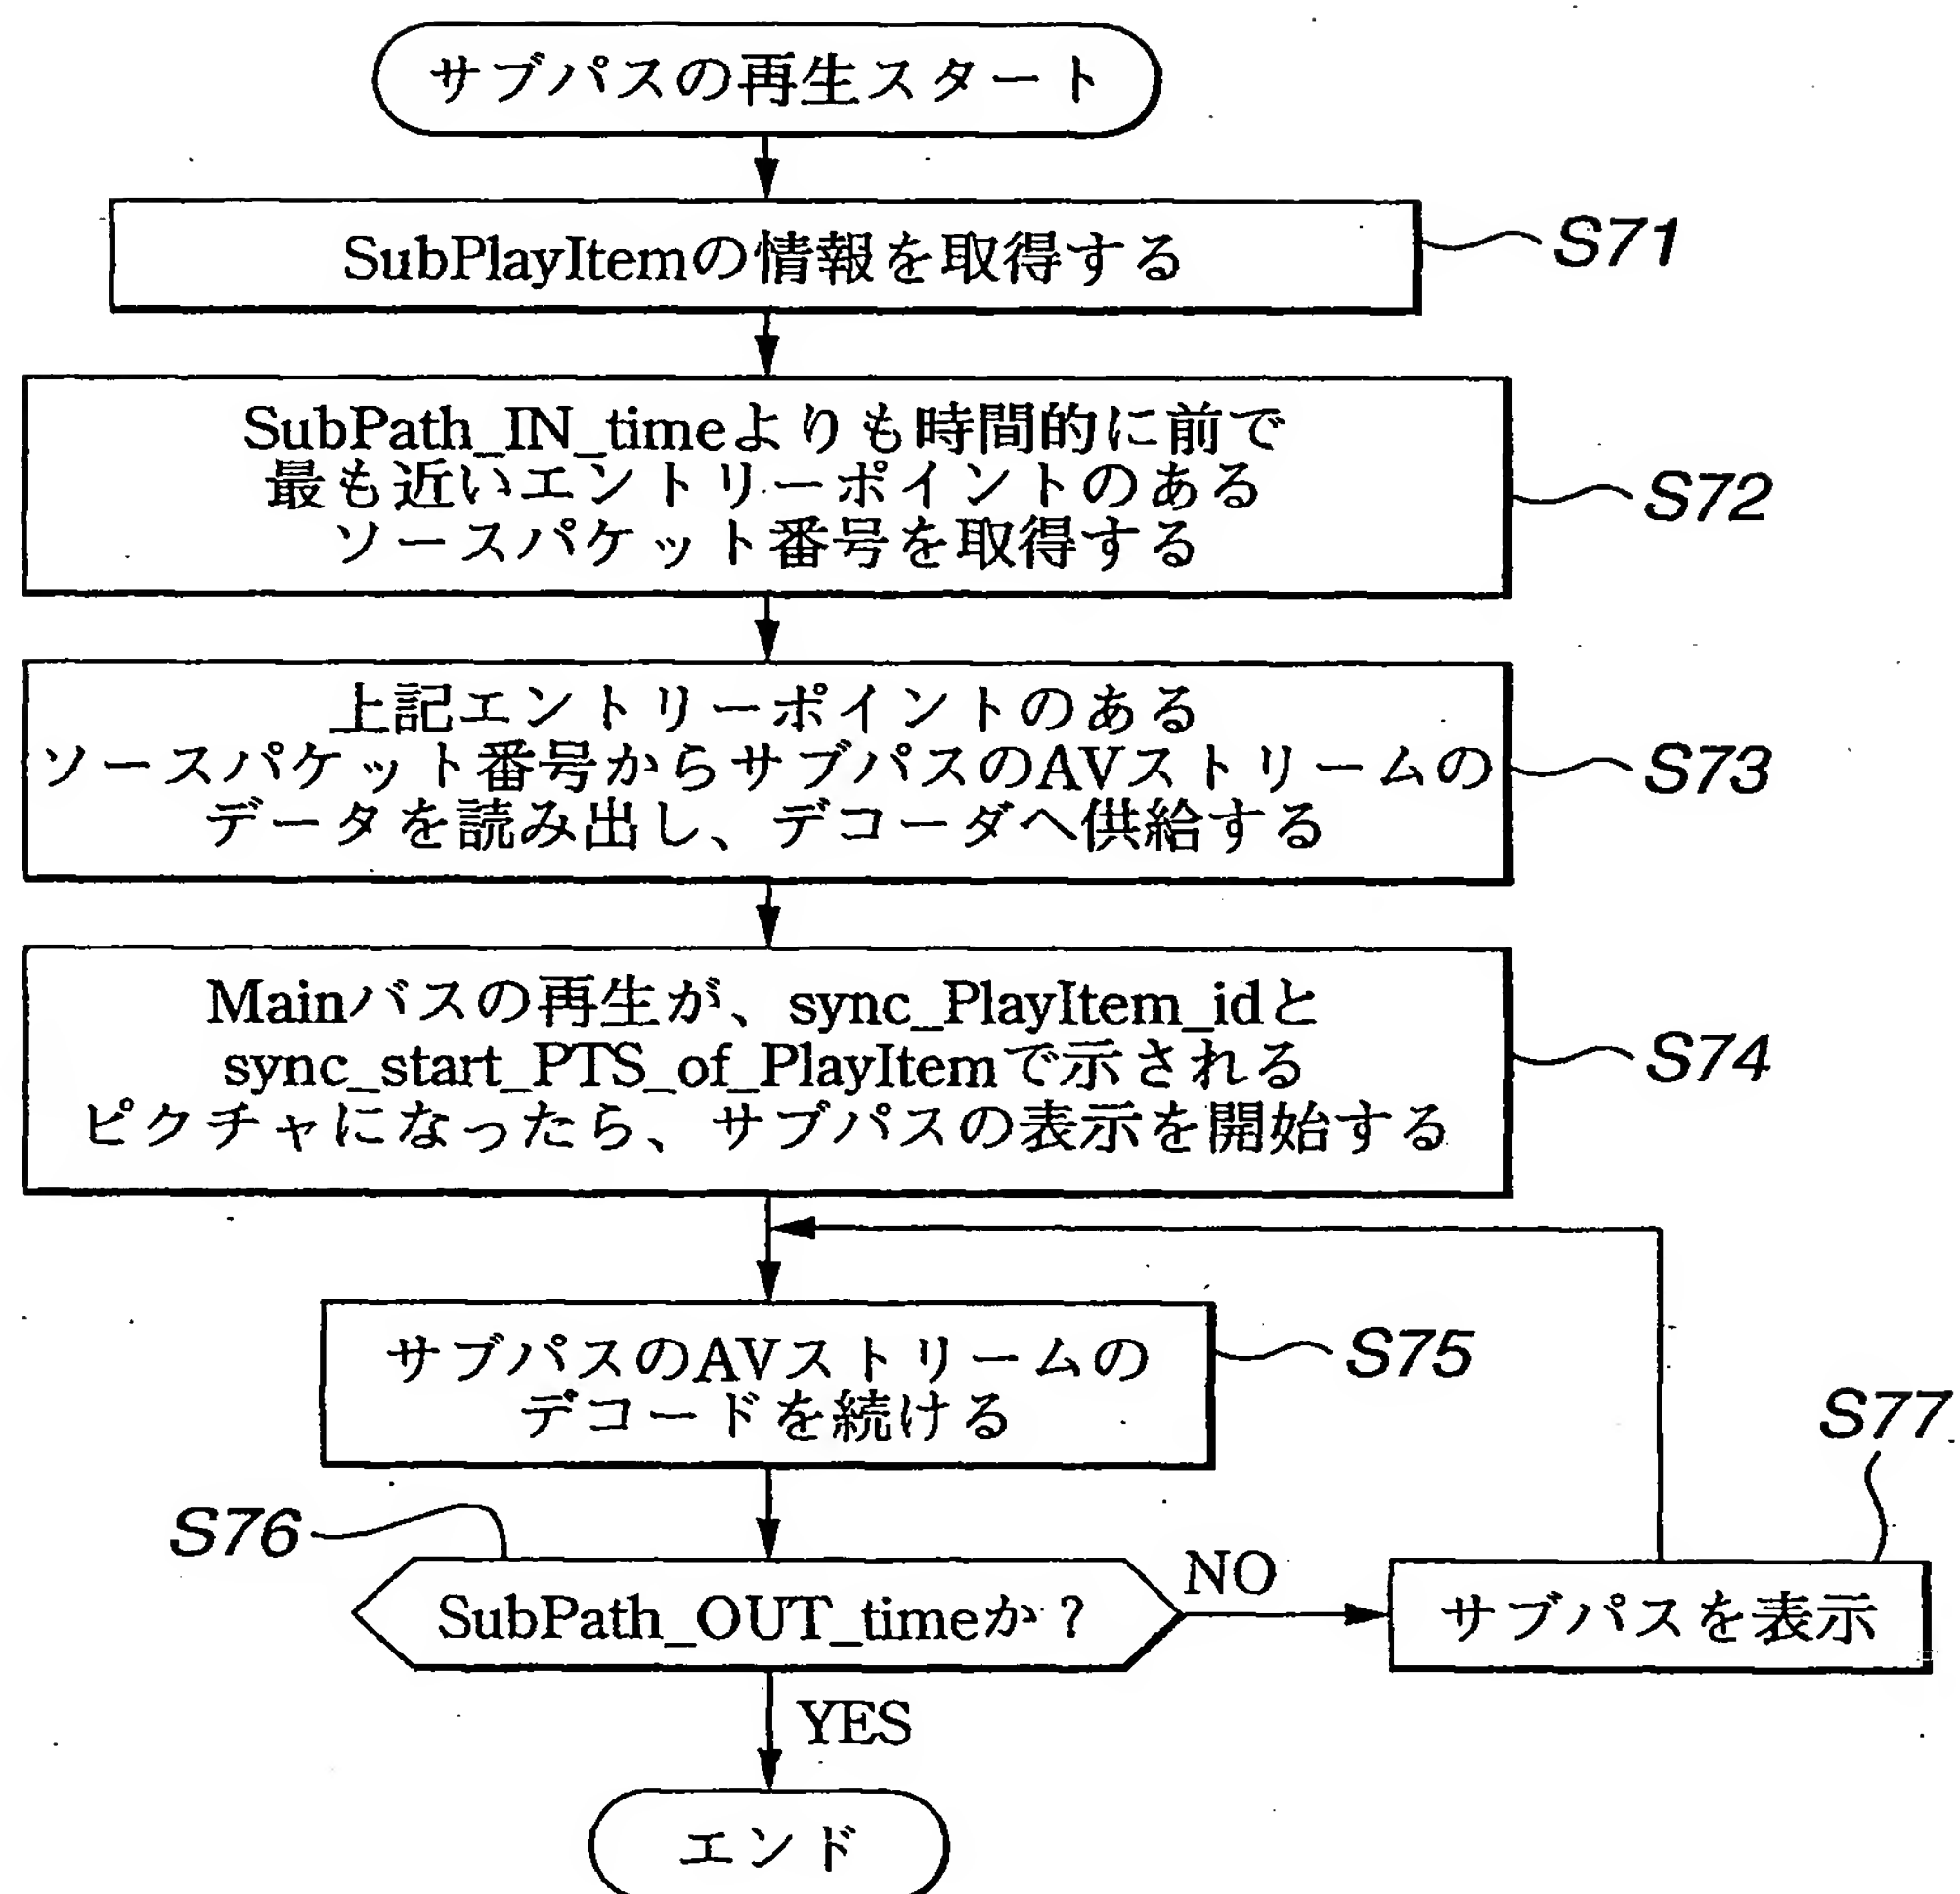 サブパスの再生スタート
SubPlayItemの情報を取得する
S71
SubPath_IN_timeよりも時間的に前で
最も近いエントリーポイントのある
ソースパケット番号を取得する
S72
上記エントリーポイントのある
ソースパケット番号からサブパスのAVストリームの
データを読み出し、デコーダへ供給する
S73
Mainバスの再生が、sync_PlayItem_idと
sync_start_PTS_of_PlayItemで示される
ピクチャになったら、サブパスの表示を開始する
S74
サブパスのAVストリームの
デコードを続ける
S75
S76
SubPath_OUT_timeか？
NO
S77
サブパスを表示
YES
エンド